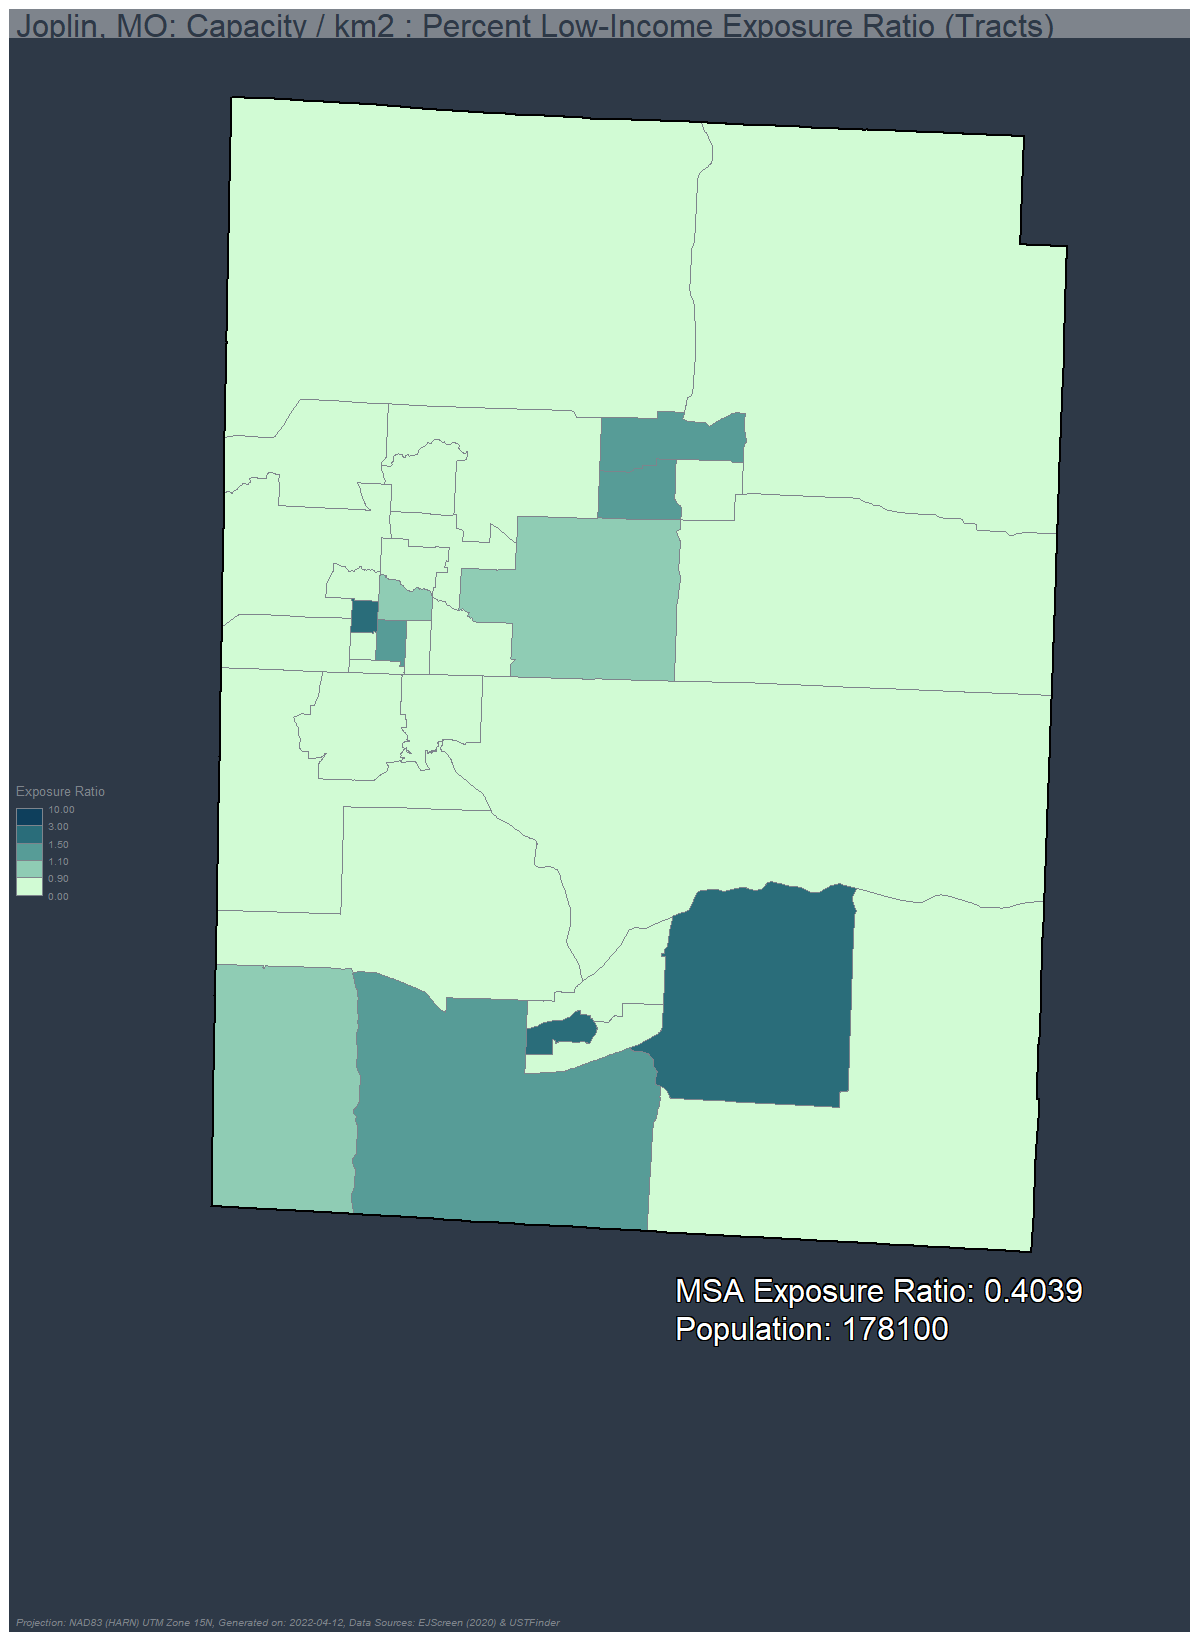 Joplin, MO: Capacity / km2 : Percent Low-Income Exposure Ratio (Tracts)
Exposure Ratio
10.00
3.00
1.50
1.10
0.90
0.00
MSA Exposure Ratio: 0.4039
Population: 178100
Projection: NAD83 (HARN) UTM Zone 15N, Generated on: 2022-04-12, Data Sources: EJScreen (2020) & USTFinder